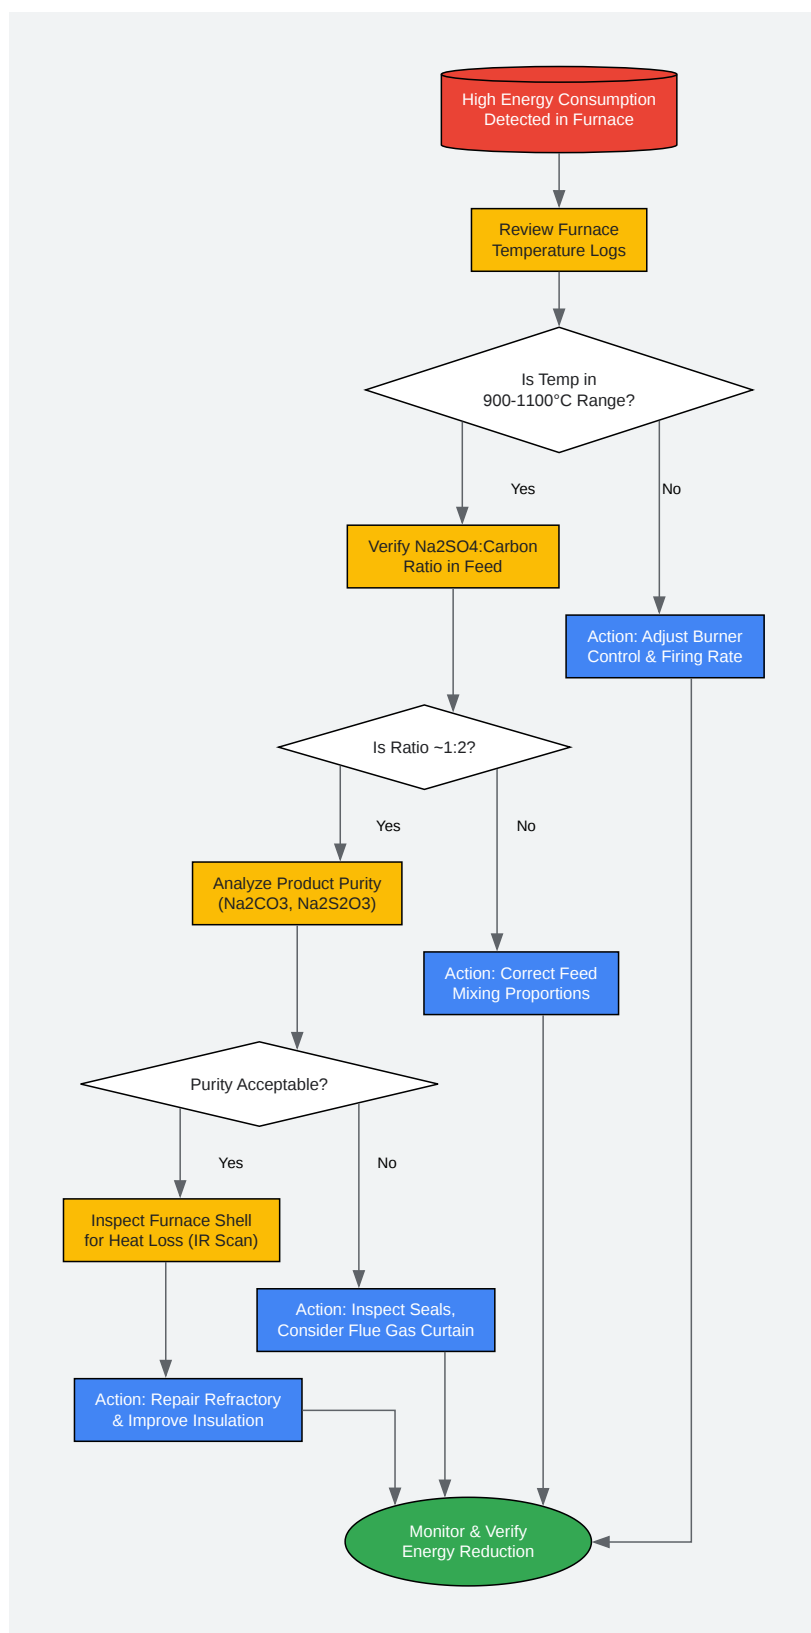 High Energy Consumption
Detected in Furnace
Review Furnace
Temperature Logs
Is Temp in
900-1100°C Range?
Yes
No
Verify Na2SO4:Carbon
Ratio in Feed
Action: Adjust Burner
Control & Firing Rate
Is Ratio ~1:2?
Yes
No
Analyze Product Purity
(Na2CO3, Na2S2O3)
Action: Correct Feed
Mixing Proportions
Purity Acceptable?
Yes
No
Inspect Furnace Shell
for Heat Loss (IR Scan)
Action: Inspect Seals,
Consider Flue Gas Curtain
Action: Repair Refractory
& Improve Insulation
Monitor & Verify
Energy Reduction